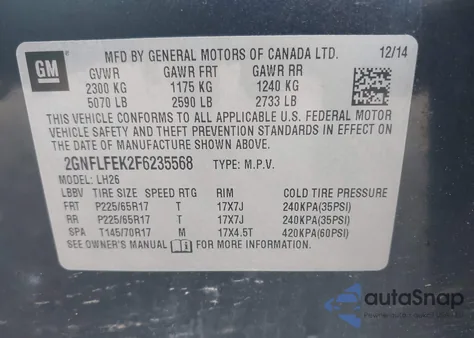 GM
MFD BY GENERAL MOTORS OF CANADA LTD. 12/14
GVWR GAWR FRT GAWR RR
2300 KG 1175 KG 1240 KG
5070 LB 2590 LB 2733 LB
THIS VEHICLE CONFORMS TO ALL APPLICABLE U.S. FEDERAL MOTOR
VEHICLE SAFETY AND THEFT PREVENTION STANDARDS IN EFFECT ON THE
DATE OF MANUFACTURE SHOWN ABOVE.
2GNFLFEK2F6235568 TYPE: M.P.V.
MODEL: LH26
LBBV TIRE SIZE SPEED RTG RIM COLD TIRE PRESSURE
FRT P225/65R17 T 17X7J 240KPA(35PSI)
RR P225/65R17 T 17X7J 240KPA(35PSI)
SPA T145/70R17 M 17X4.5T 420KPA(60PSI)
SEE OWNER'S MANUAL FOR MORE INFORMATION
autoSnap